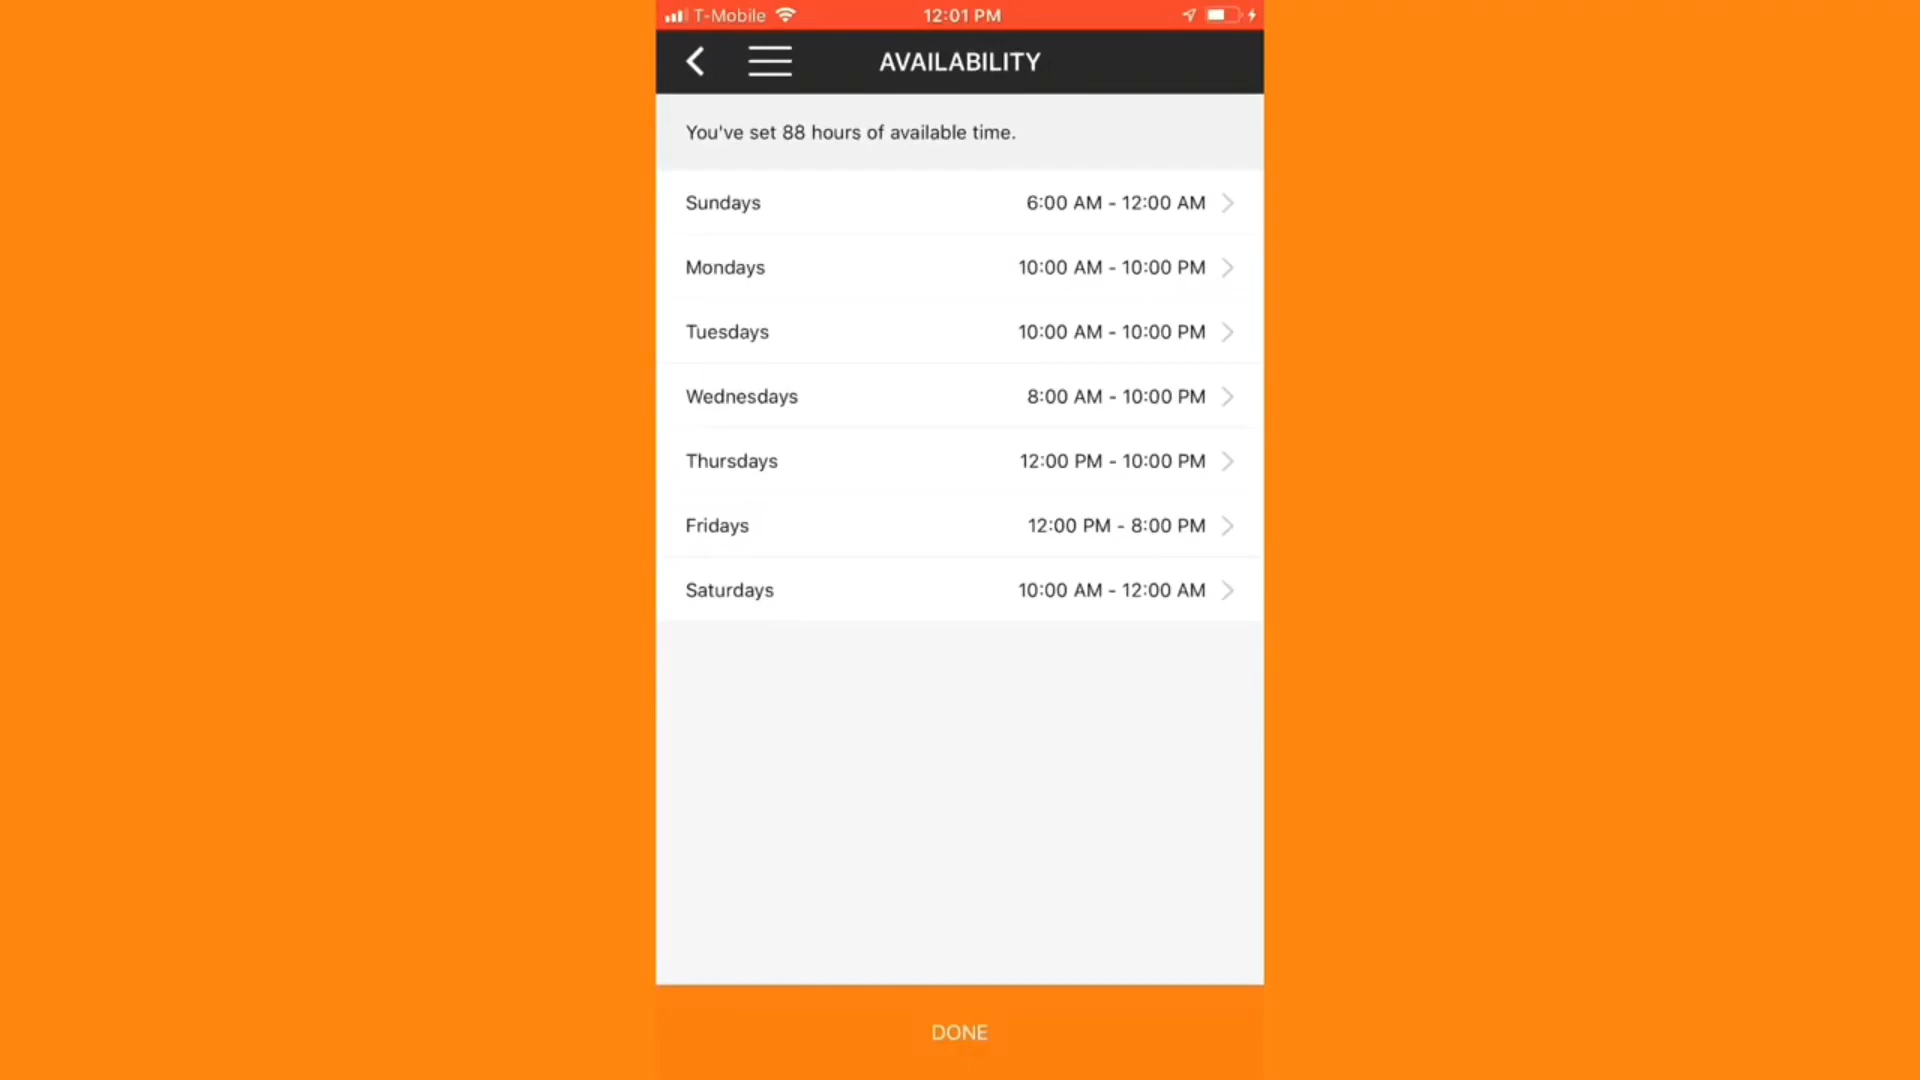 T-Mobile 12:01 PM
AVAILABILITY
You've set 88 hours of available time.
Sundays 6:00 AM - 12:00 AM
Mondays 10:00 AM - 10:00 PM
Tuesdays 10:00 AM - 10:00 PM
Wednesdays 8:00 AM - 10:00 PM
Thursdays 12:00 PM - 10:00 PM
Fridays 12:00 PM - 8:00 PM
Saturdays 10:00 AM - 12:00 AM
DONE